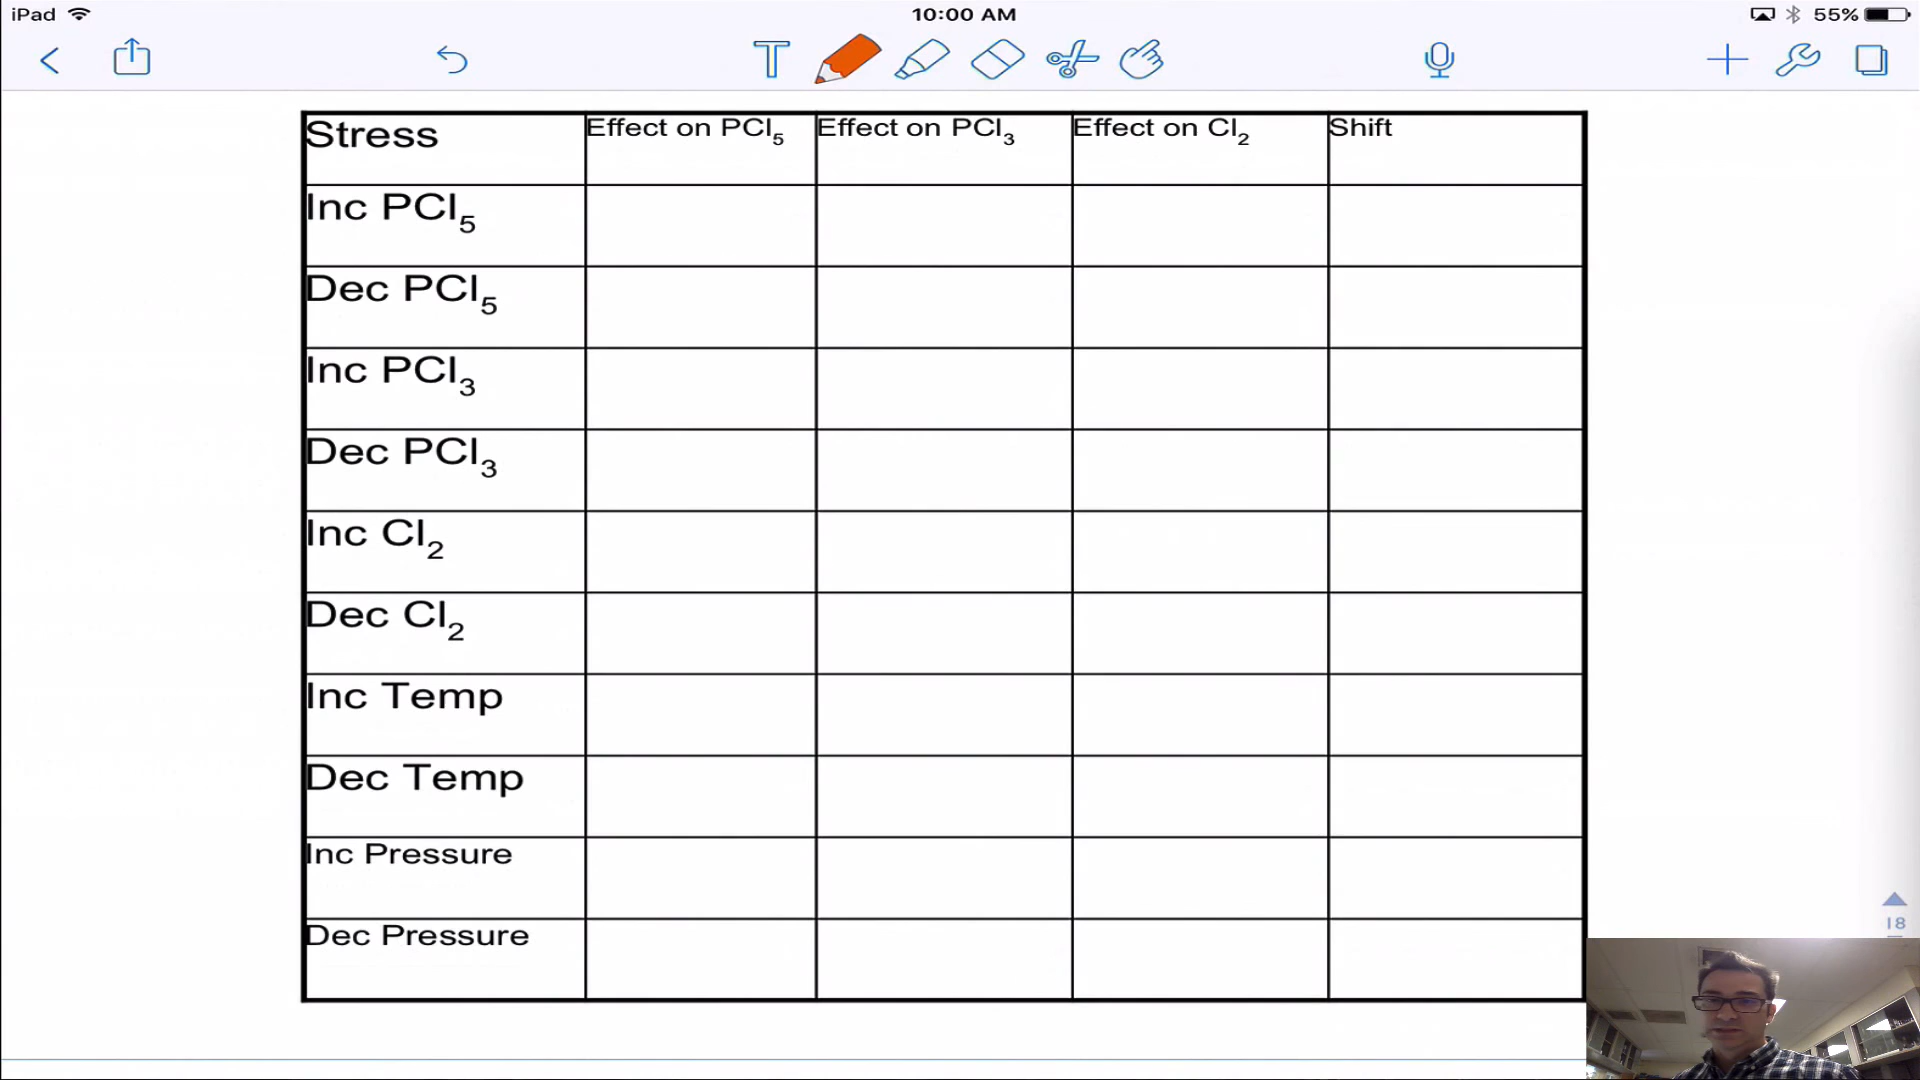 iPad 10:00 AM 55%
T
Stress Effect on PCl₅ Effect on PCl₃ Effect on Cl₂ Shift
Inc PCl₅
Dec PCl₅
Inc PCl₃
Dec PCl₃
Inc Cl₂
Dec Cl₂
Inc Temp
Dec Temp
Inc Pressure
Dec Pressure
18